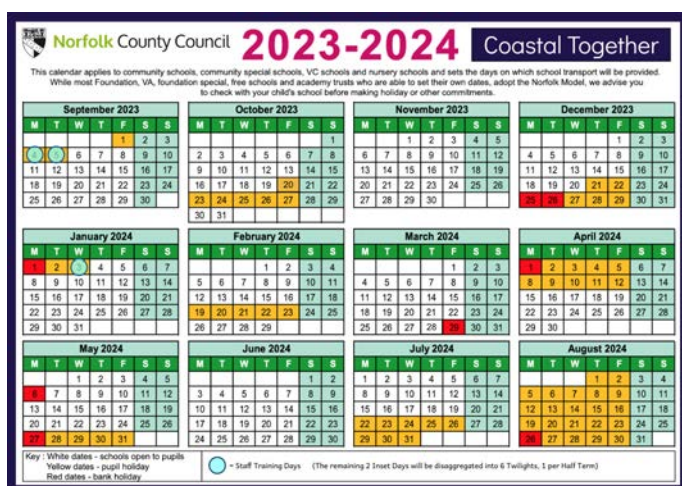 Norfolk County Council 2023-2024 Coastal Together
This calendar applies to community schools, community special schools, VC schools and nursery schools and sets the days on which school transport will be provided.
While most Foundation, VA, foundation special, free schools and academy trusts who are able to set their own dates, adopt the Norfolk Model, we advise you
to check with your child's school before making holiday or other commitments.
September 2023 October 2023 November 2023 December 2023
M T W T F S S M T W T F S S M T W T F S S M T W T F S S
1 2 3 1 1 2 3 4 5 1 2 3
4 5 6 7 8 9 10 2 3 4 5 6 7 8 6 7 8 9 10 11 12 4 5 6 7 8 9 10
11 12 13 14 15 16 17 9 10 11 12 13 14 15 13 14 15 16 17 18 19 11 12 13 14 15 16 17
18 19 20 21 22 23 24 16 17 18 19 20 21 22 20 21 22 23 24 25 26 18 19 20 21 22 23 24
25 26 27 28 29 30 23 24 25 26 27 28 29 27 28 29 30 25 26 27 28 29 30 31
30 31
January 2024 February 2024 March 2024 April 2024
M T W T F S S M T W T F S S M T W T F S S M T W T F S S
1 2 3 4 5 6 7 1 2 3 4 1 2 3 1 2 3 4 5 6 7
8 9 10 11 12 13 14 5 6 7 8 9 10 11 4 5 6 7 8 9 10 8 9 10 11 12 13 14
15 16 17 18 19 20 21 12 13 14 15 16 17 18 11 12 13 14 15 16 17 15 16 17 18 19 20 21
22 23 24 25 26 27 28 19 20 21 22 23 24 25 18 19 20 21 22 23 24 22 23 24 25 26 27 28
29 30 31 26 27 28 29 25 26 27 28 29 30 31 29 30
May 2024 June 2024 July 2024 August 2024
M T W T F S S M T W T F S S M T W T F S S M T W T F S S
1 2 3 4 5 1 2 1 2 3 4 5 6 7 1 2 3 4
6 7 8 9 10 11 12 3 4 5 6 7 8 9 8 9 10 11 12 13 14 5 6 7 8 9 10 11
13 14 15 16 17 18 19 10 11 12 13 14 15 16 15 16 17 18 19 20 21 12 13 14 15 16 17 18
20 21 22 23 24 25 26 17 18 19 20 21 22 23 22 23 24 25 26 27 28 19 20 21 22 23 24 25
27 28 29 30 31 24 25 26 27 28 29 30 29 30 31 26 27 28 29 30 31
Key : White dates - schools open to pupils
Yellow dates - pupil holiday
Red dates - bank holiday
= Staff Training Days (The remaining 2 Inset Days will be disaggregated into 6 Twilights, 1 per Half Term)